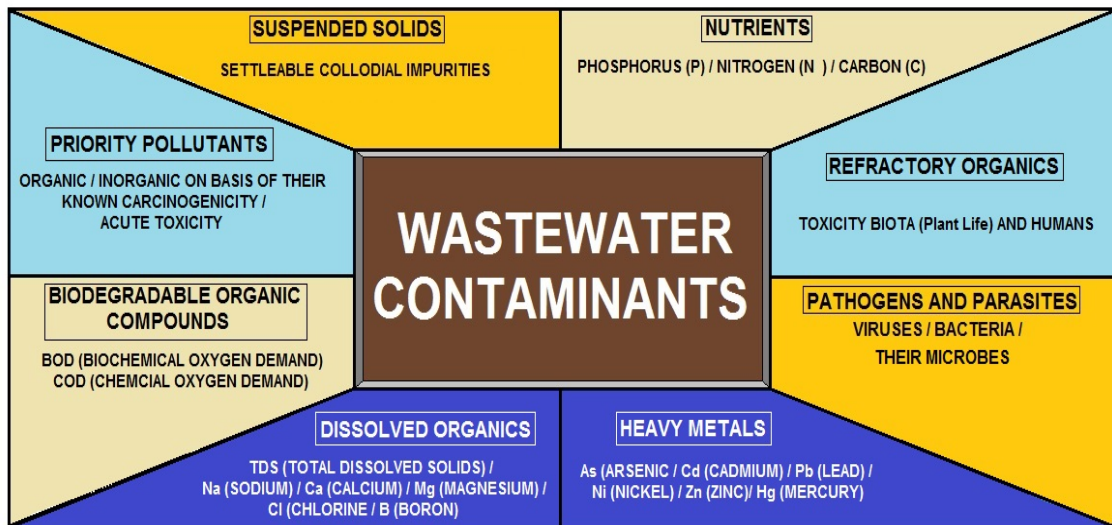 SUSPENDED SOLIDS
SETTLEABLE COLLODIAL IMPURITIES
NUTRIENTS
PHOSPHORUS (P) / NITROGEN (N  ) / CARBON (C)
PRIORITY POLLUTANTS
ORGANIC / INORGANIC ON BASIS OF THEIR
KNOWN CARCINOGENICITY /
ACUTE TOXICITY
REFRACTORY ORGANICS
TOXICITY BIOTA (Plant Life) AND HUMANS
WASTEWATER
CONTAMINANTS
BIODEGRADABLE ORGANIC
COMPOUNDS
BOD (BIOCHEMICAL OXYGEN DEMAND)
COD (CHEMCIAL OXYGEN DEMAND)
PATHOGENS AND PARASITES
VIRUSES / BACTERIA /
THEIR MICROBES
DISSOLVED ORGANICS
TDS (TOTAL DISSOLVED SOLIDS) /
Na (SODIUM) / Ca (CALCIUM) / Mg (MAGNESIUM) /
Cl (CHLORINE / B (BORON)
HEAVY METALS
As (ARSENIC / Cd (CADMIUM) / Pb (LEAD) /
Ni (NICKEL) / Zn (ZINC)/ Hg (MERCURY)